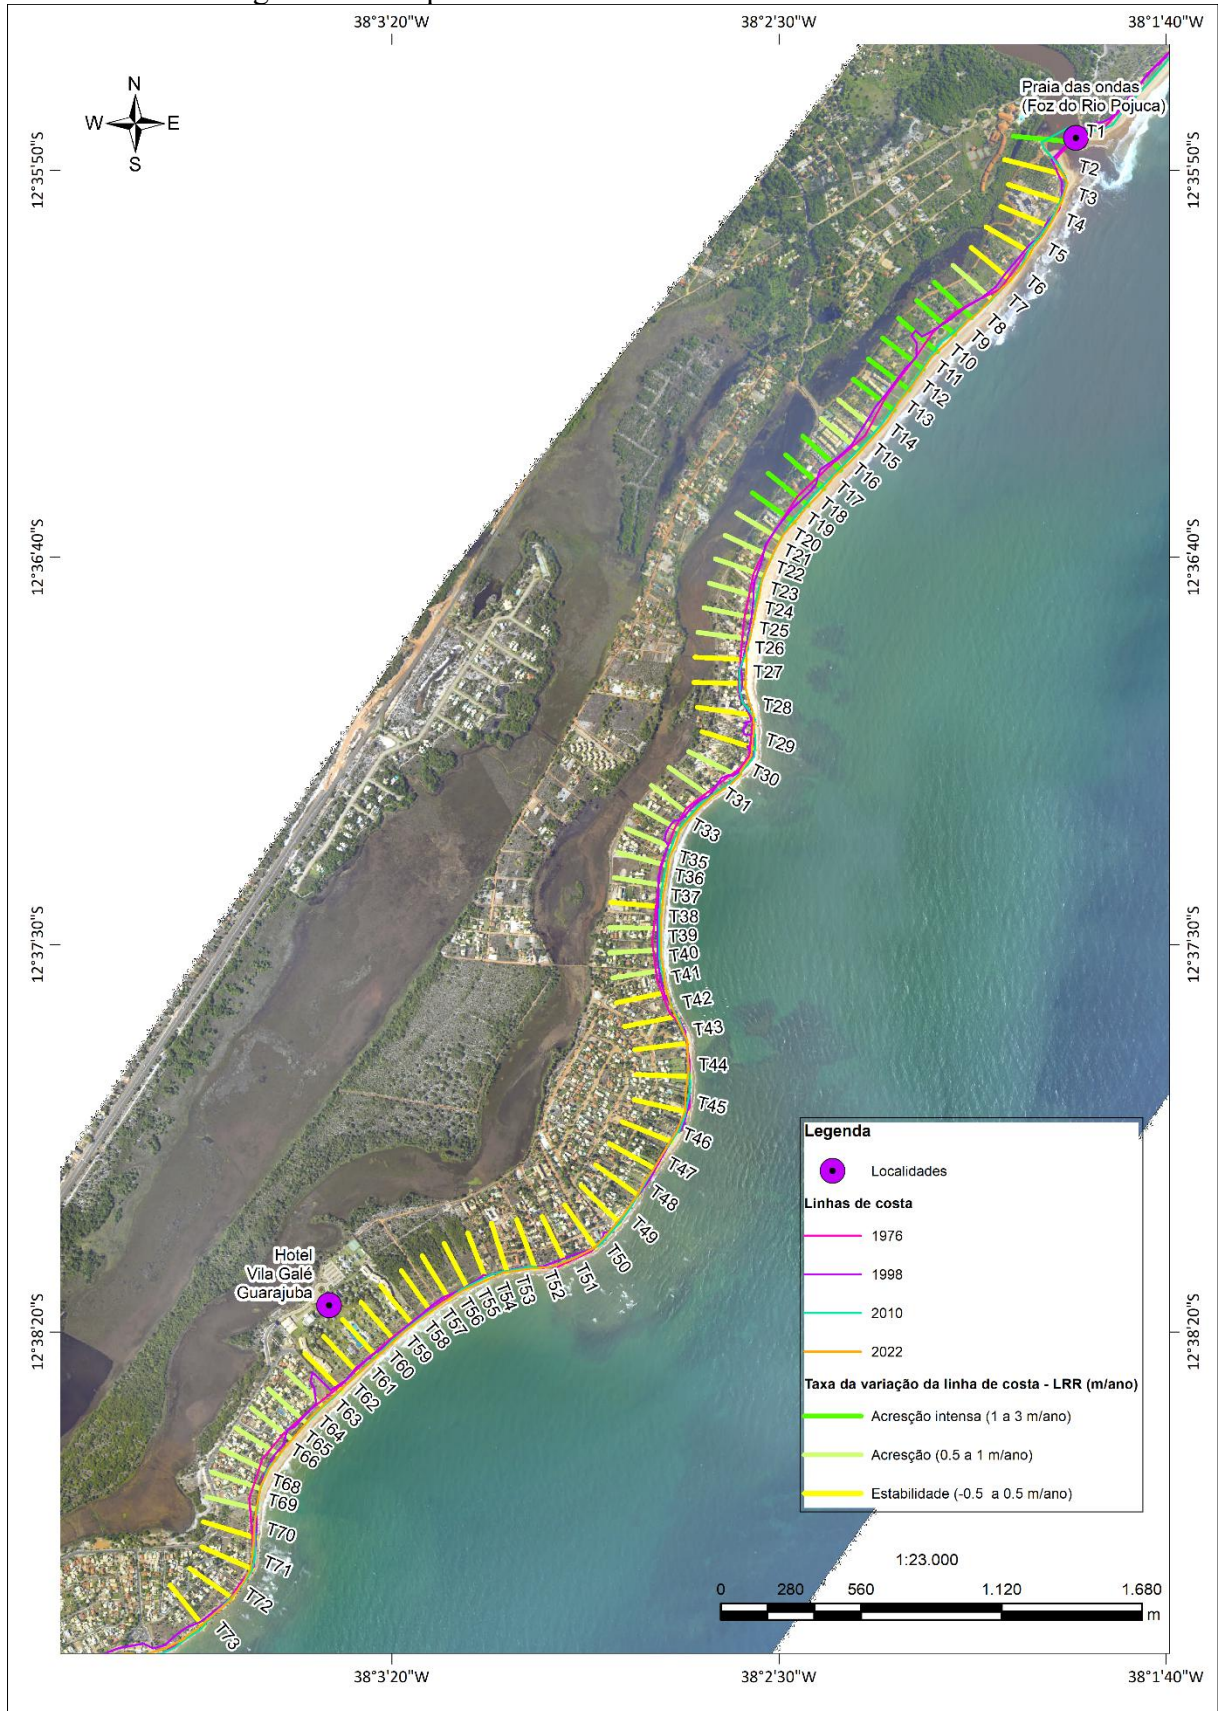 38°3'20"W
38°2'30"W
38°1'40"W
N
W
E
S
12°35'50"S
12°35'50"S
12°36'40"S
12°36'40"S
12°37'30"S
12°37'30"S
12°38'20"S
12°38'20"S
Praia das ondas
(Foz do Rio Pojuca)
T1
T2
T3
T4
T5
T6
T7
T8
T9
T10
T11
T12
T13
T14
T15
T16
T17
T18
T19
T20
T21
T22
T23
T24
T25
T26
T27
T28
T29
T30
T31
T33
T35
T36
T37
T38
T39
T40
T41
T42
T43
T44
T45
T46
T47
T48
T49
T50
T51
T52
T53
T54
T55
T56
T57
T58
T59
T60
T61
T62
T63
T64
T65
T66
T68
T69
T70
T71
T72
T73
Hotel
Vila Galé
Guarajuba
Legenda
Localidades
Linhas de costa
1976
1998
2010
2022
Taxa da variação da linha de costa - LRR (m/ano)
Acresção intensa (1 a 3 m/ano)
Acresção (0.5 a 1 m/ano)
Estabilidade (-0.5 a 0.5 m/ano)
1:23.000
0 280 560 1.120 1.680
m
38°3'20"W
38°2'30"W
38°1'40"W